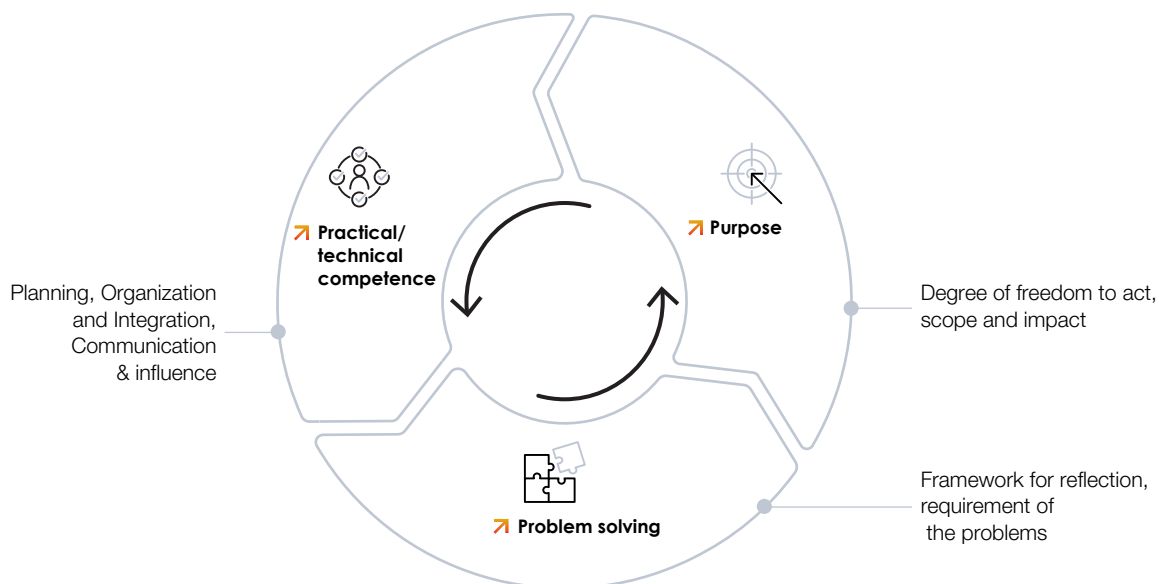 Practical/
technical
competence
Purpose
Planning, Organization
and Integration,
Communication
& influence
Degree of freedom to act,
scope and impact
Problem solving
Framework for reflection,
requirement of
the problems